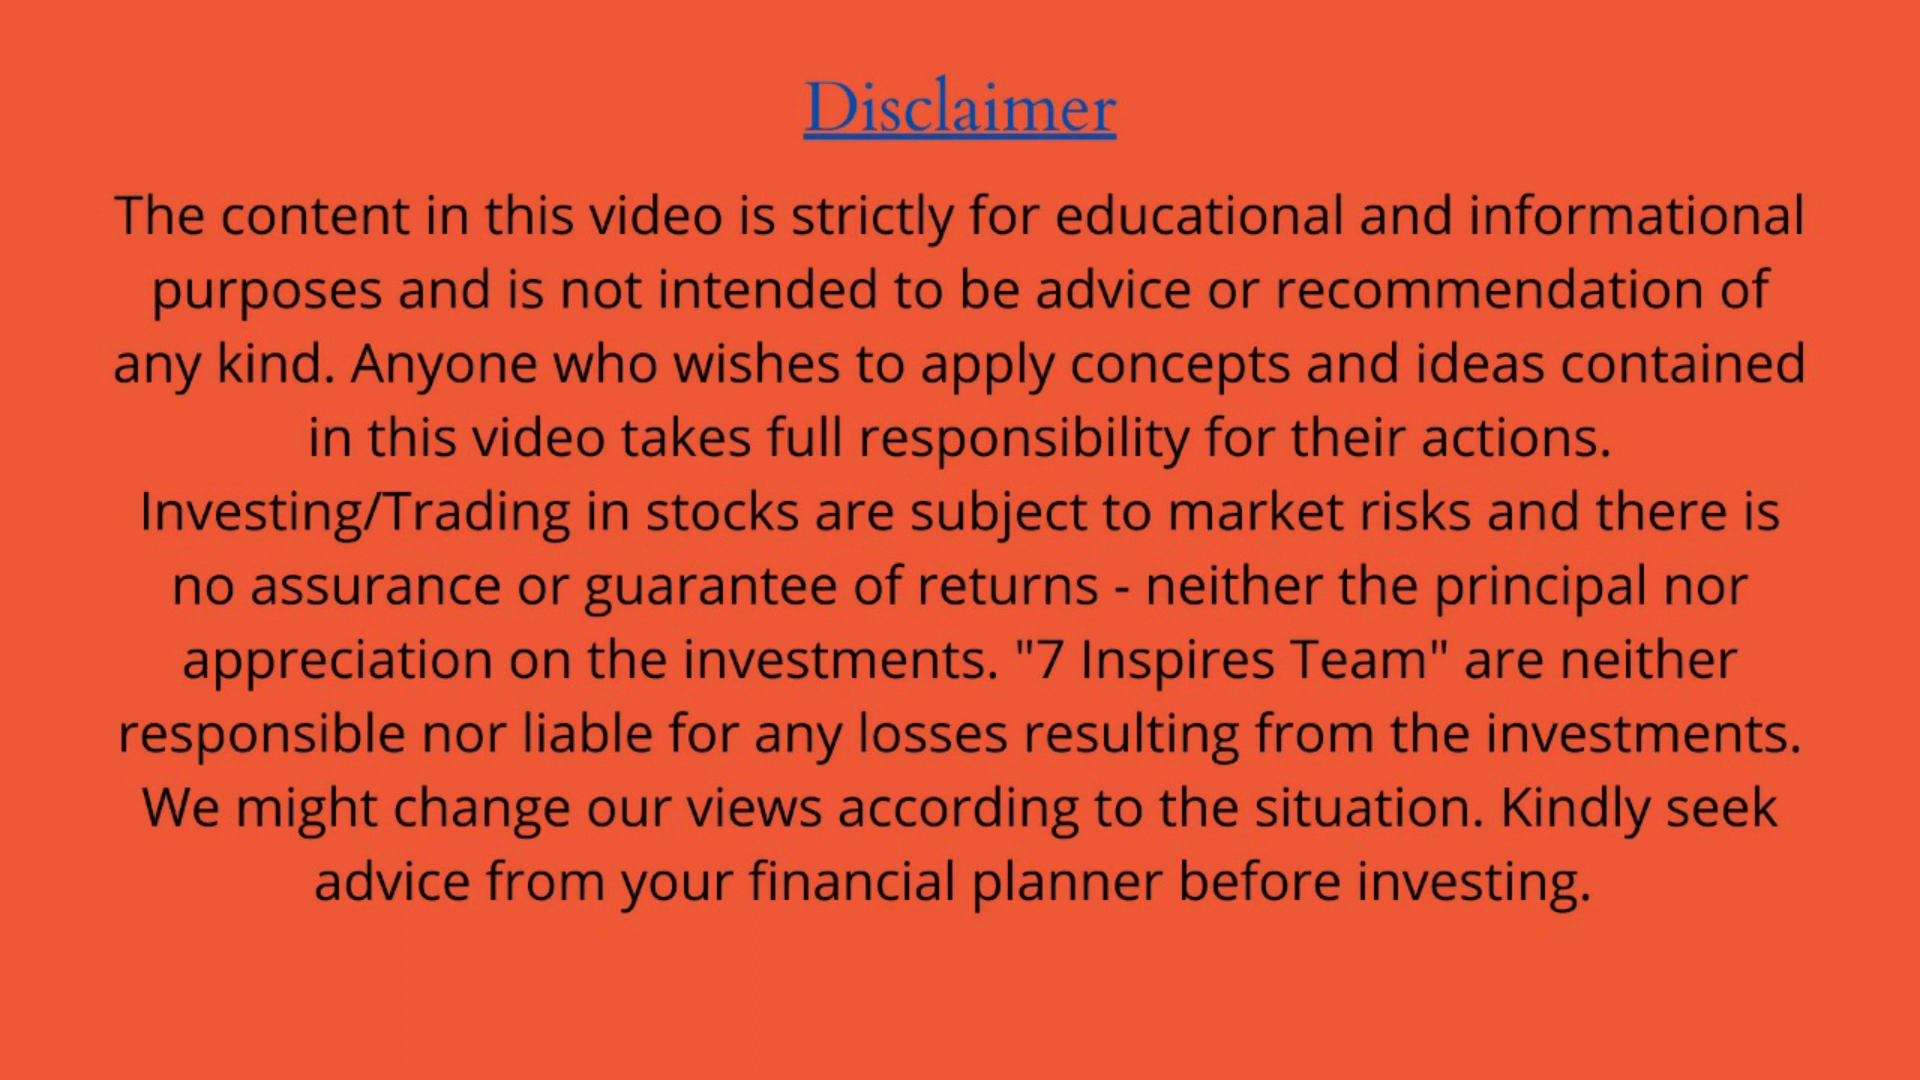 Disclaimer
The content in this video is strictly for educational and informational
purposes and is not intended to be advice or recommendation of
any kind. Anyone who wishes to apply concepts and ideas contained
in this video takes full responsibility for their actions.
Investing/Trading in stocks are subject to market risks and there is
no assurance or guarantee of returns - neither the principal nor
appreciation on the investments. "7 Inspires Team" are neither
responsible nor liable for any losses resulting from the investments.
We might change our views according to the situation. Kindly seek
advice from your financial planner before investing.